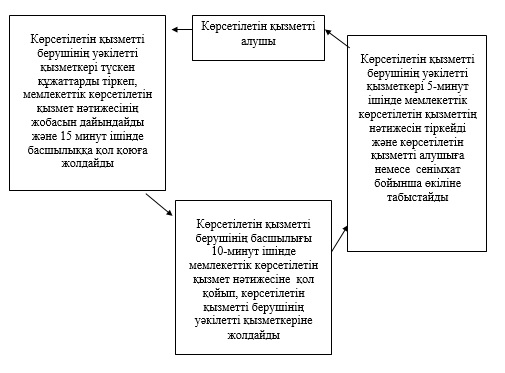 Көрсетілетін қызметті
алушы
Көрсетілетін қызметті
берушінің уәкілетті
қызметкері түскен
құжаттарды тіркеп,
мемлекеттік көрсетілетін
қызмет нәтижесінің
жобасын дайындайды
және 15 минут ішінде
басшылыққа қол қоюға
жолдайды
Көрсетілетін қызметті
берушінің басшылығы
10-минут ішінде
мемлекеттік көрсетілетін
қызмет нәтижесіне қол
қойып, көрсетілетін
қызметті берушінің
уәкілетті қызметкеріне
жолдайды
Көрсетілетін қызметті
берушінің уәкілетті
қызметкері 5-минут
ішінде мемлекеттік
көрсетілетін қызметтің
нәтижесін тіркейді
және көрсетілетін
қызметті алушыға
немесе сенімхат
бойынша өкіліне
табыстайды